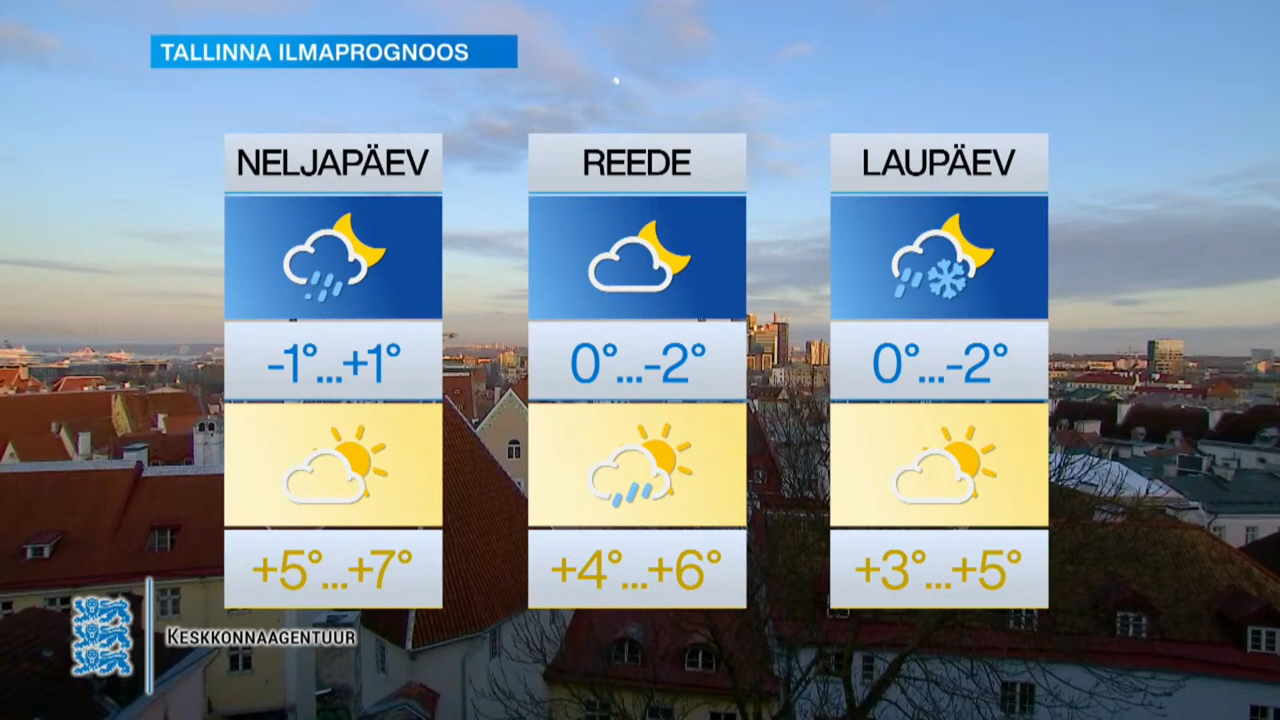 TALLINNA ILMAPROGNOOS
NELJAPÄEV
-1°...+1°
+5°...+7°
REEDE
0°...-2°
+4°...+6°
LAUPÄEV
0°...-2°
+3°...+5°
KESKKONNAAGENTUUR